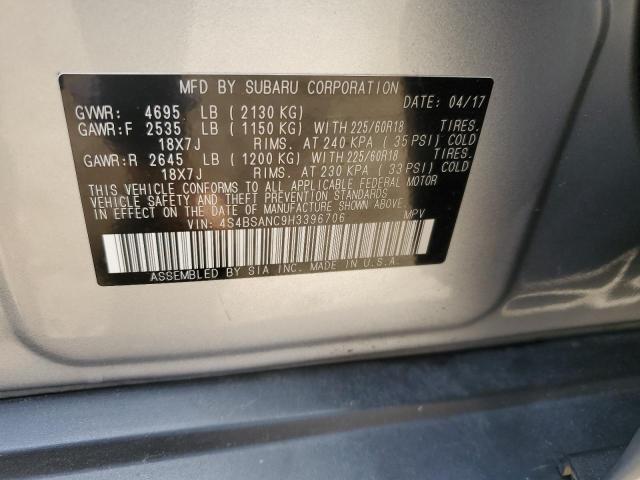 MFD BY SUBARU CORPORATION
DATE: 04/17
GVWR: 4695 LB ( 2130 KG)
GAWR:F 2535 LB ( 1150 KG) WITH 225/60R18 TIRES.
18X7J RIMS. AT 240 KPA ( 35 PSI) COLD
GAWR:R 2645 LB ( 1200 KG) WITH 225/60R18 TIRES.
18X7J RIMS. AT 230 KPA ( 33 PSI) COLD
THIS VEHICLE CONFORMS TO ALL APPLICABLE FEDERAL MOTOR
VEHICLE SAFETY AND THEFT PREVENTION STANDARDS
IN EFFECT ON THE DATE OF MANUFACTURE SHOWN ABOVE.
VIN: 4S4BSANC9H3396706 MPV
ASSEMBLED BY SIA INC. MADE IN U.S.A.